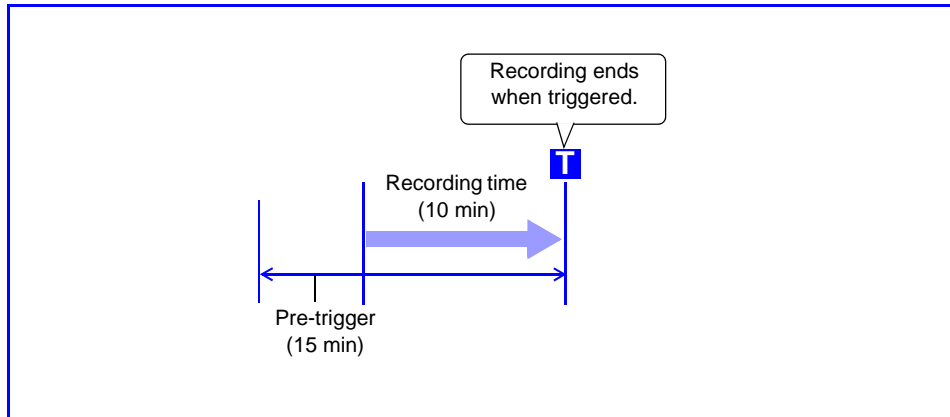 Recording ends
when triggered.
T
Recording time
(10 min)
Pre-trigger
(15 min)